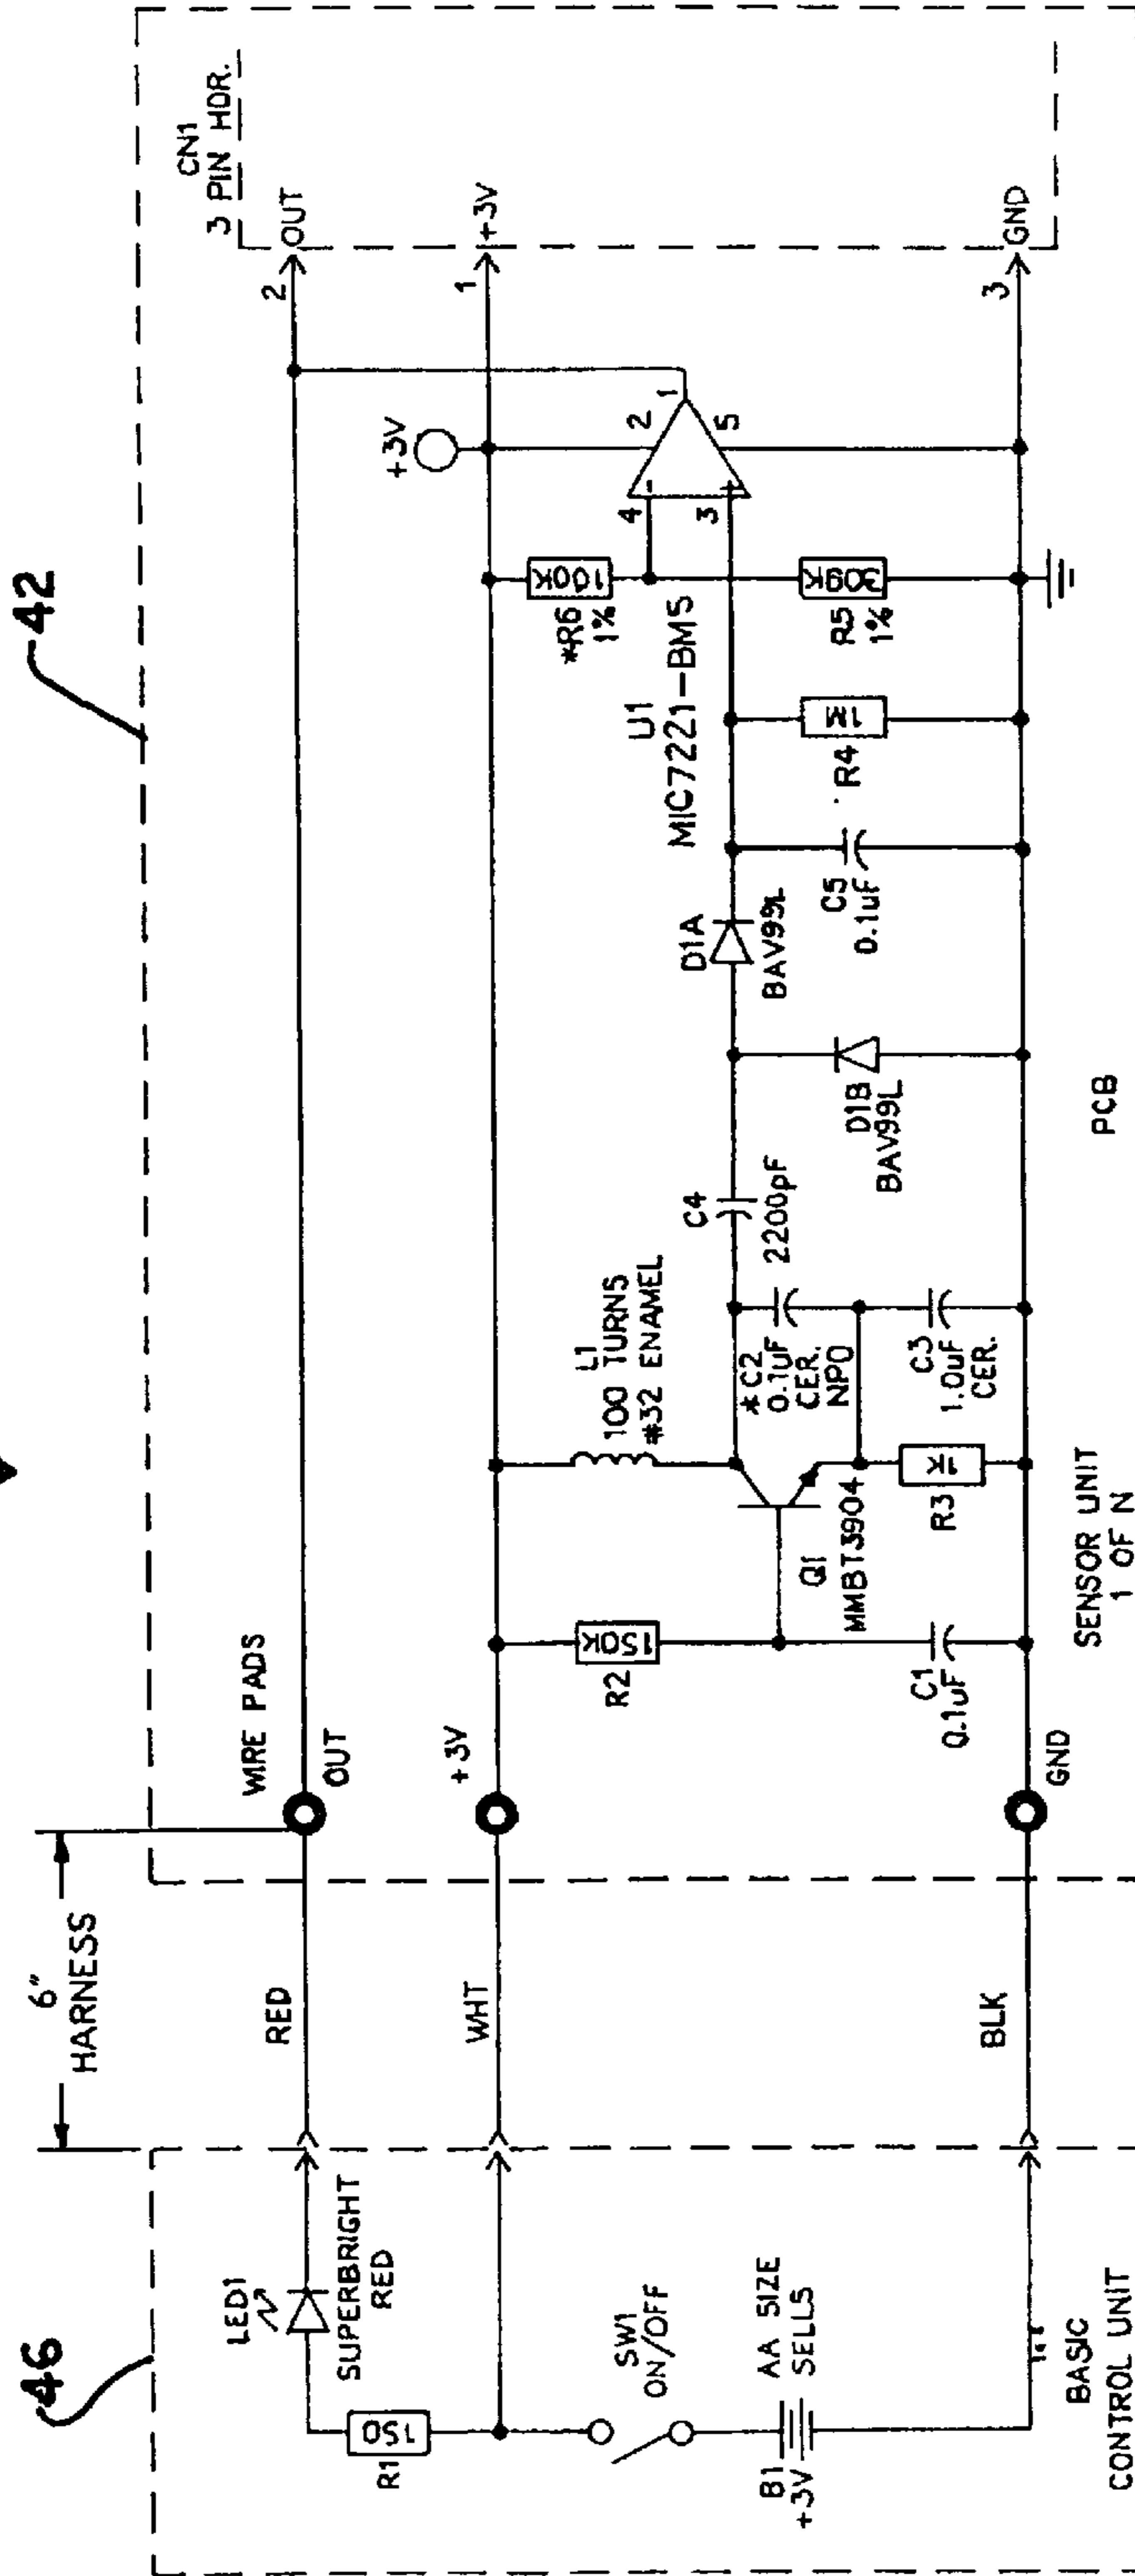 46
6"
HARNESS
42
LED1
SUPERBRIGHT
RED
R1
150
SW1
ON/OFF
B1
+3V
AA SIZE
SELLS
BASIC
CONTROL UNIT
RED
WHT
BLK
WIRE PADS
OUT
+3V
GND
R2
150K
C1
0.1uF
Q1
MMBT3904
L1
100 TURNS
#32 ENAMEL
R3
1K
*C2
0.1uF
CER.
NPO
C3
1.0uF
CER.
C4
2200pF
D1B
BAV99L
D1A
BAV99L
C5
0.1uF
R4
1M
U1
MIC7221-BM5
*R6
1%
100K
R5
1%
309K
4
-
3
+
2
1
5
+3V
2
1
3
CN1
3 PIN HDR.
OUT
+3V
GND
SENSOR UNIT
1 OF N
PCB